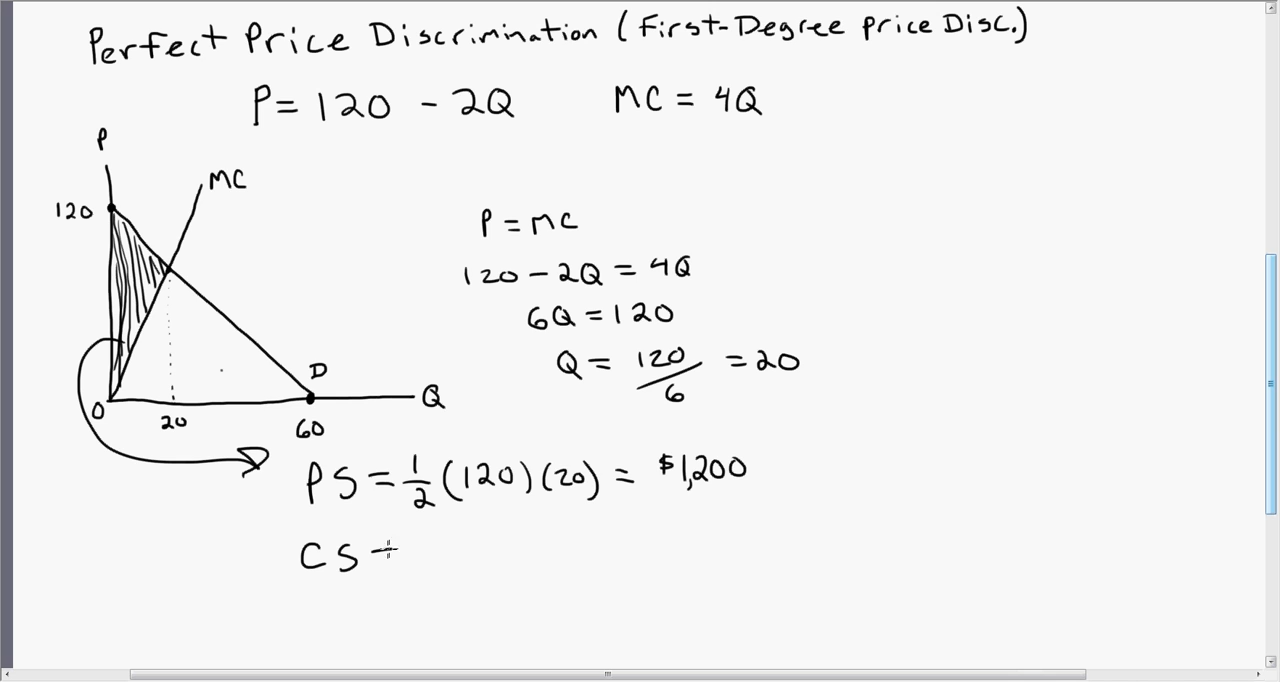 Perfect Price Discrimination (First-Degree price Disc.)
P = 120 - 2Q
MC = 4Q
P
MC
120
P = MC
120 - 2Q = 4Q
6Q = 120
Q = 120/6 = 20
D
Q
0
20
60
PS = 1/2 (120)(20) = $1,200
CS =